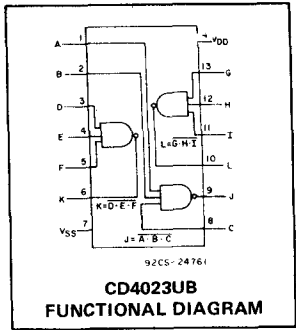 A 1
B 2
D 3
E 4
F 5
K 6
VSS 7
VDD
13 G
12 H
11 I
10 L
9 J
8 C
L=G·H·I
K=D·E·F
J=A·B·C
92CS-24761
CD4023UB
FUNCTIONAL DIAGRAM